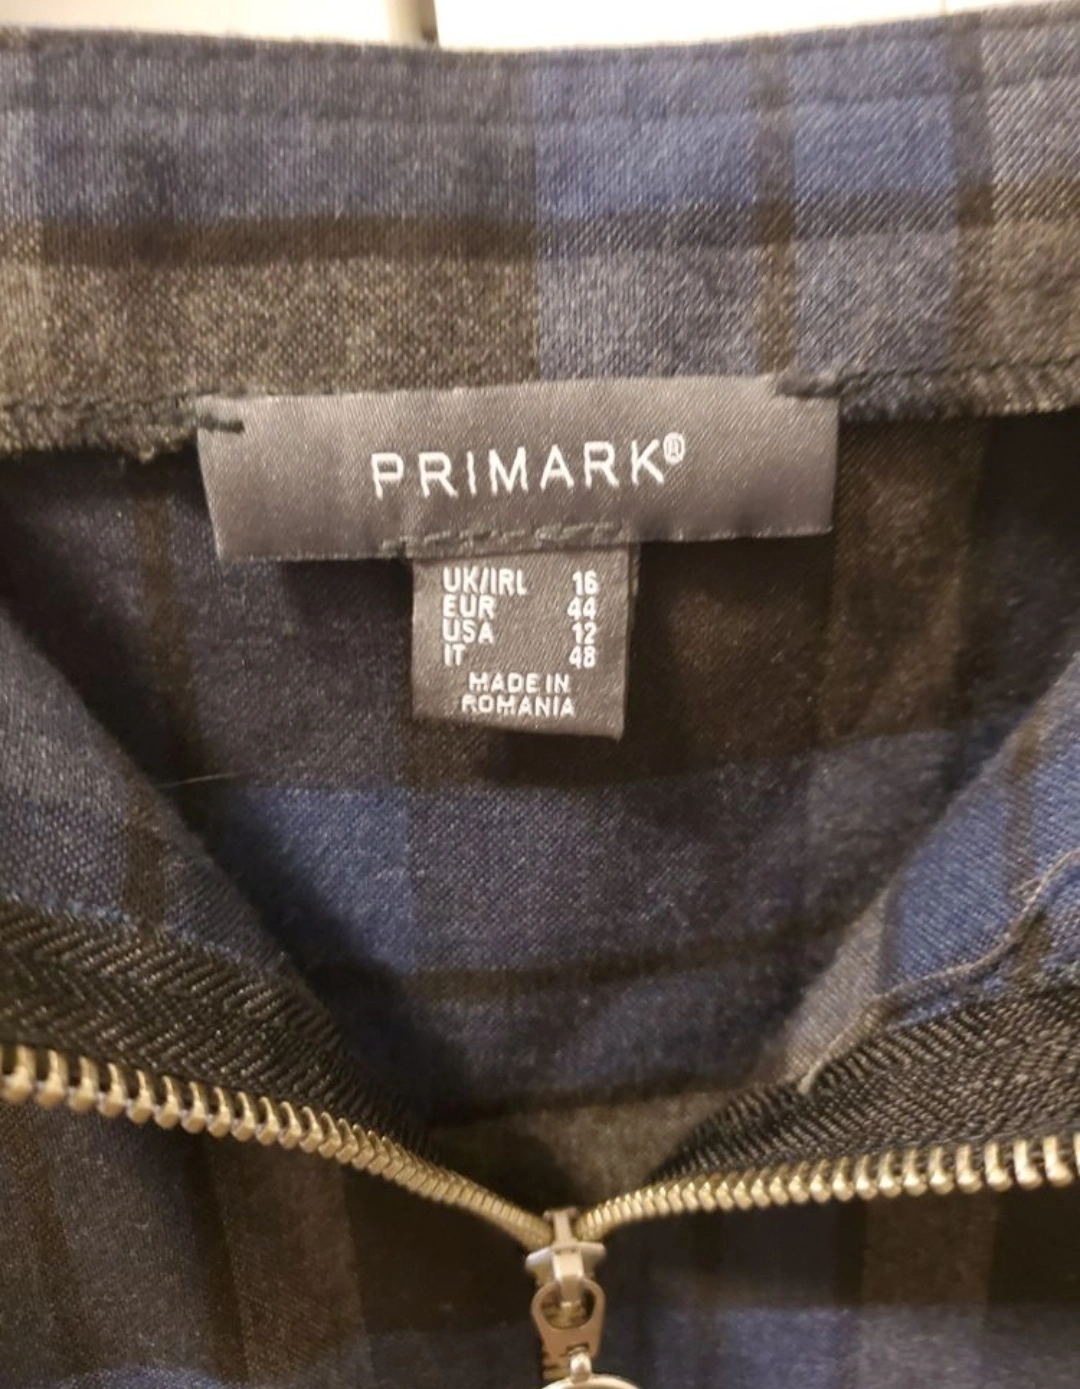 PRIMARK®
UK/IRL 16
EUR 44
USA 12
IT 48
MADE IN
ROMANIA